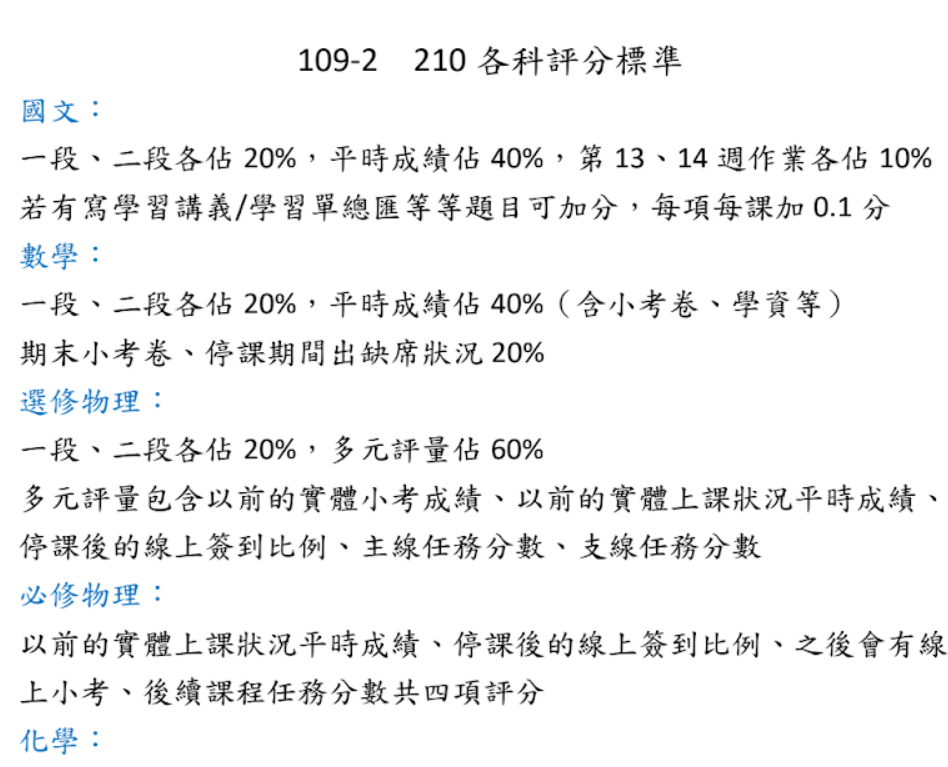 109-2 210 各科評分標準
國文：
一段、二段各佔 20%，平時成績佔 40%，第 13、14 週作業各佔 10%
若有寫學習講義/學習單總匯等等題目可加分，每項每課加 0.1 分
數學：
一段、二段各佔 20%，平時成績佔 40%（含小考卷、學資等）
期末小考卷、停課期間出缺席狀況 20%
選修物理：
一段、二段各佔 20%，多元評量佔 60%
多元評量包含以前的實體小考成績、以前的實體上課狀況平時成績、
停課後的線上簽到比例、主線任務分數、支線任務分數
必修物理：
以前的實體上課狀況平時成績、停課後的線上簽到比例、之後會有線
上小考、後續課程任務分數共四項評分
化學：